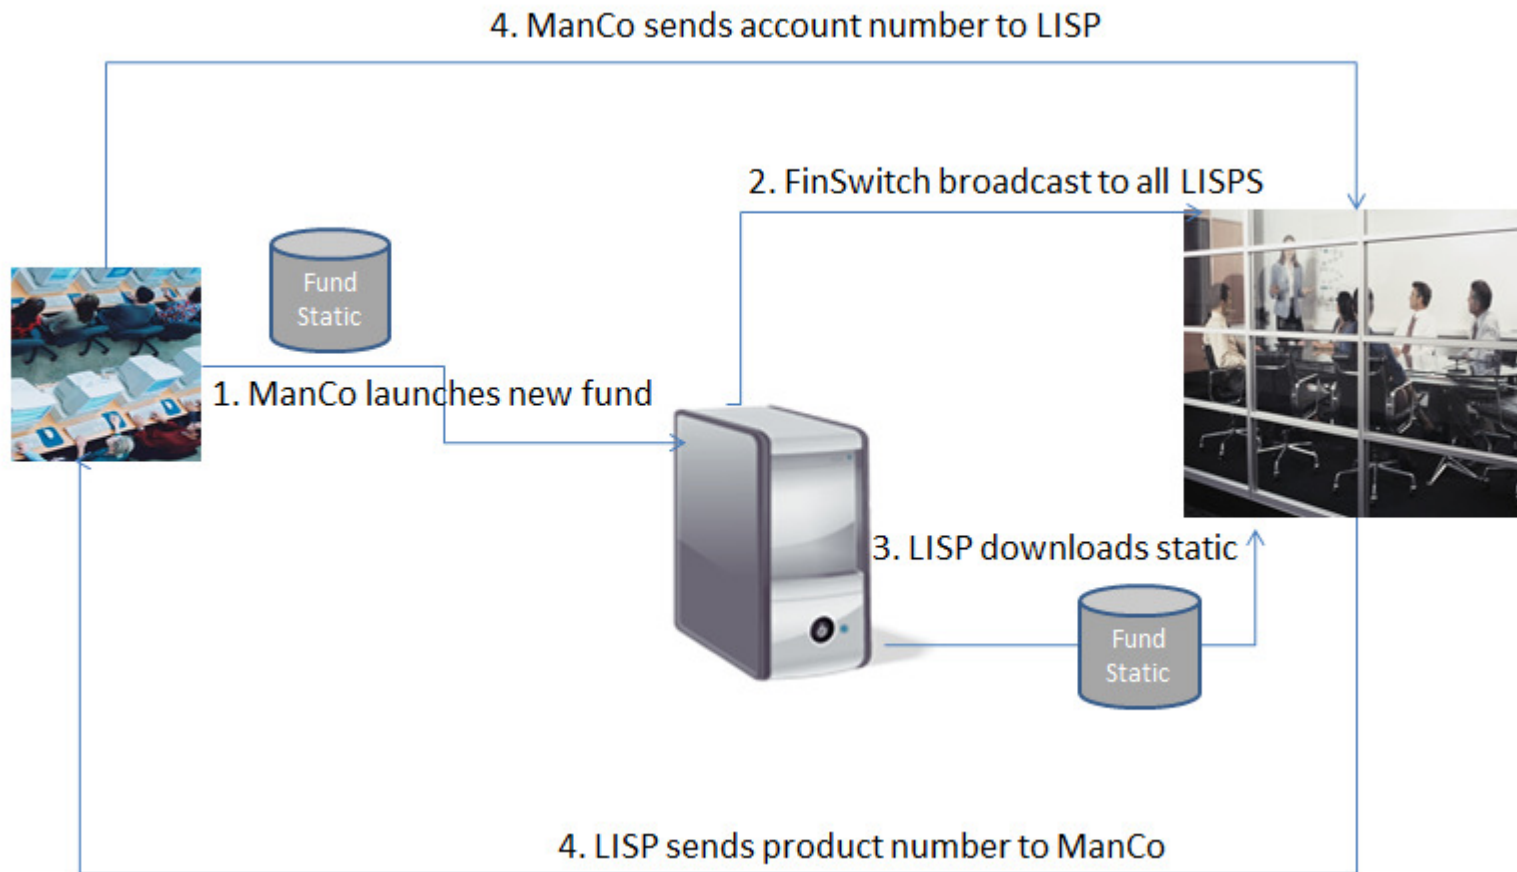 4. ManCo sends account number to LISP
2. FinSwitch broadcast to all LISPS
Fund
Static
1. ManCo launches new fund
3. LISP downloads static
Fund
Static
4. LISP sends product number to ManCo